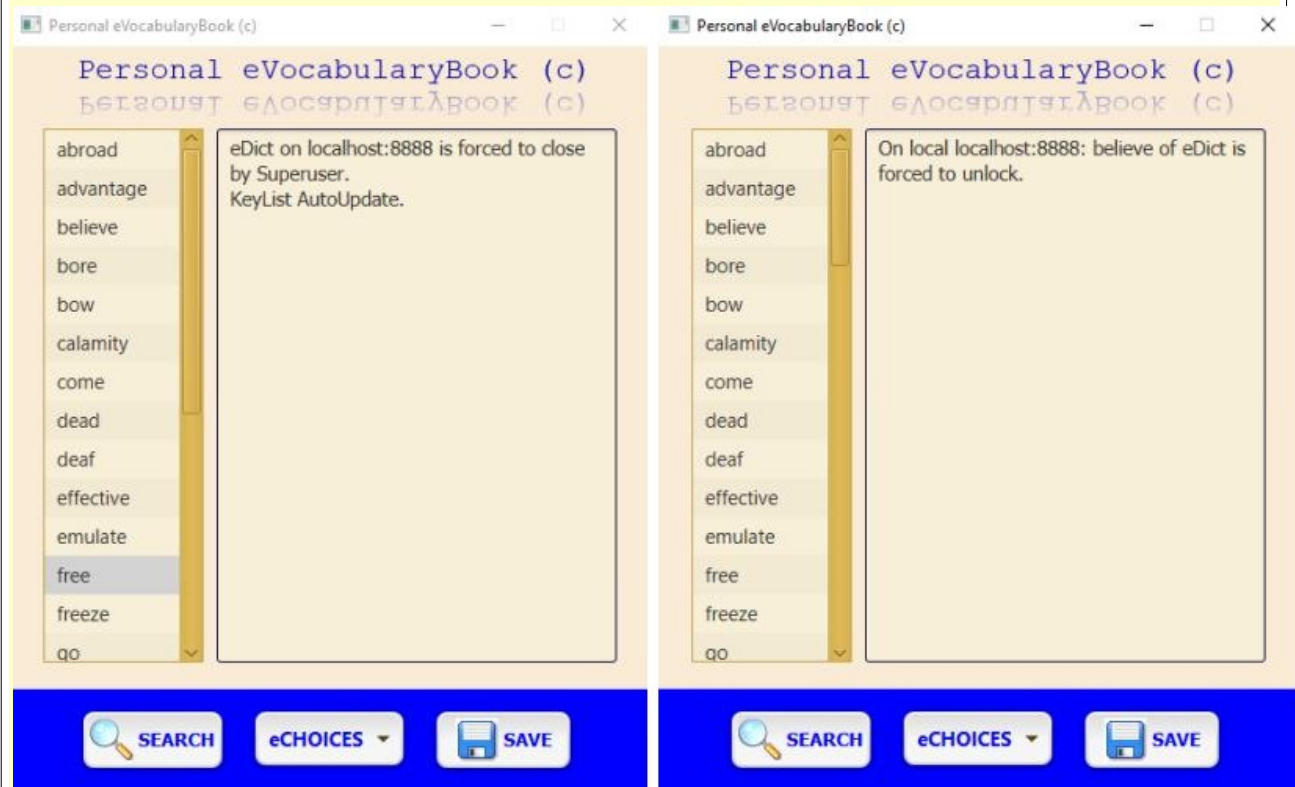 Personal eVocabularyBook (c)
Personal eVocabularyBook (c)
abroad
advantage
believe
bore
bow
calamity
come
dead
deaf
effective
emulate
free
freeze
go
eDict on localhost:8888 is forced to close
by Superuser.
KeyList AutoUpdate.
SEARCH
eCHOICES
SAVE
Personal eVocabularyBook (c)
Personal eVocabularyBook (c)
abroad
advantage
believe
bore
bow
calamity
come
dead
deaf
effective
emulate
free
freeze
go
On local localhost:8888: believe of eDict is
forced to unlock.
SEARCH
eCHOICES
SAVE